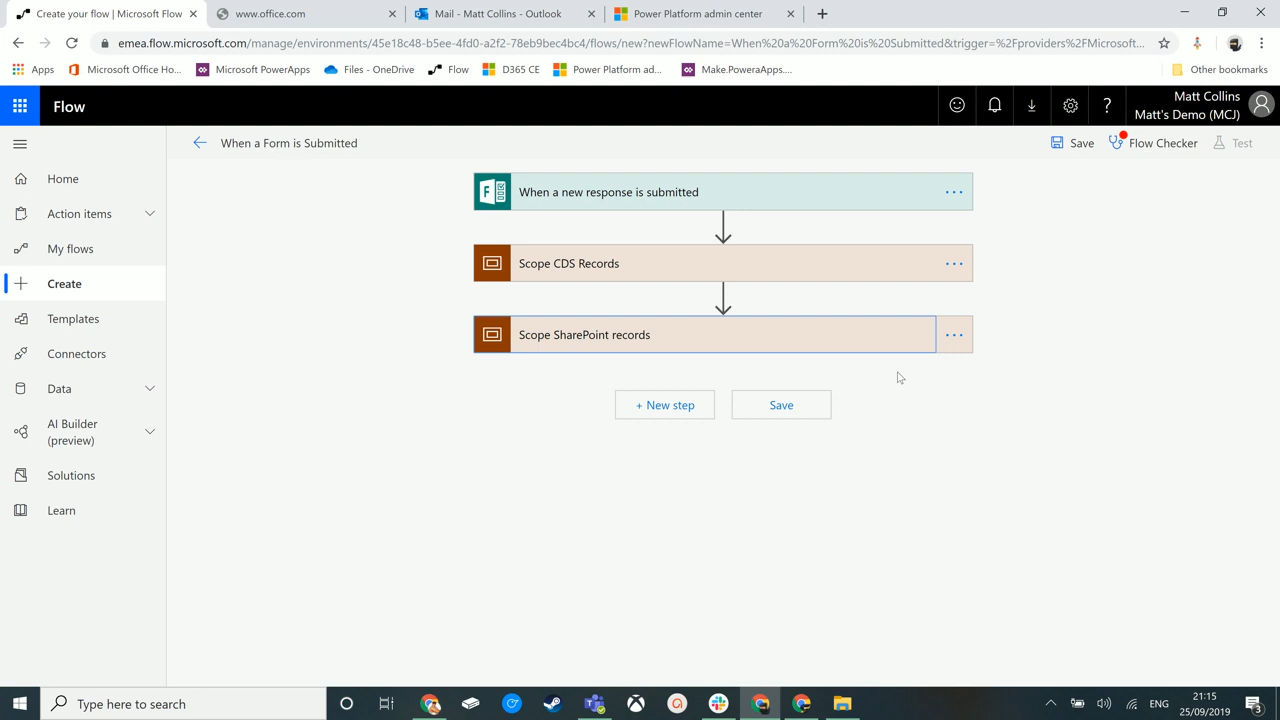 Create your flow | Microsoft Flow
www.office.com
Mail - Matt Collins - Outlook
Power Platform admin center
emea.flow.microsoft.com/manage/environments/45e18c48-b5ee-4fd0-a2f2-78eb9bec4bc4/flows/new?newFlowName=When%20a%20Form%20is%20Submitted&trigger=%2Fproviders%2FMicrosoft...
Apps
Microsoft Office Ho...
Microsoft PowerApps
Files - OneDrive
Flow
D365 CE
Power Platform ad...
Make.PoweraApps....
Other bookmarks
Flow
?
Matt Collins
Matt's Demo (MCJ)
When a Form is Submitted
Save
Flow Checker
Test
Home
Action items
My flows
Create
Templates
Connectors
Data
AI Builder
(preview)
Solutions
Learn
F
When a new response is submitted
...
Scope CDS Records
...
Scope SharePoint records
...
+ New step
Save
Type here to search
ENG
21:15
25/09/2019
3